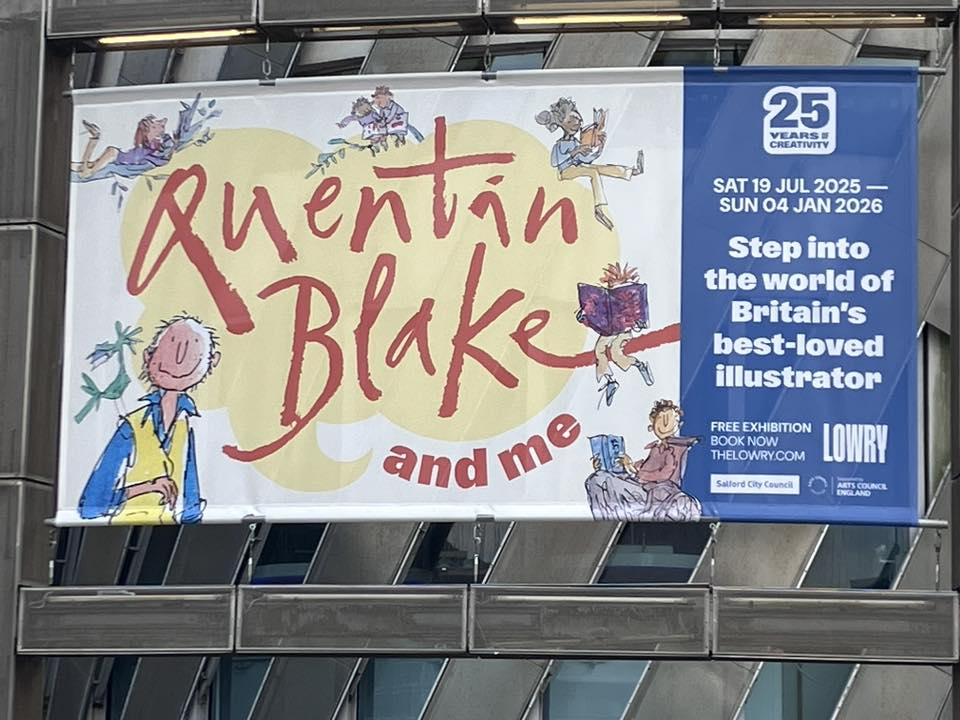 Quentin
Blake
and me
25
YEARS OF
CREATIVITY
SAT 19 JUL 2025 —
SUN 04 JAN 2026
Step into
the world of
Britain's
best-loved
illustrator
FREE EXHIBITION
BOOK NOW
THELOWRY.COM
LOWRY
Salford City Council
Supported by
ARTS COUNCIL
ENGLAND